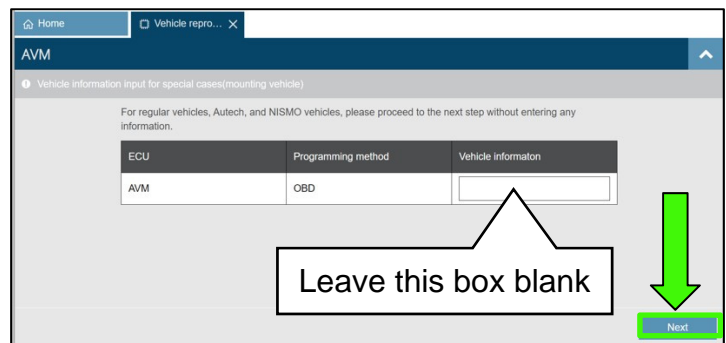 Home
Vehicle repro...
AVM
Vehicle information input for special cases(mounting vehicle)
For regular vehicles, Autech, and NISMO vehicles, please proceed to the next step without entering any
information.
ECU Programming method Vehicle informaton
AVM OBD
Leave this box blank
Next